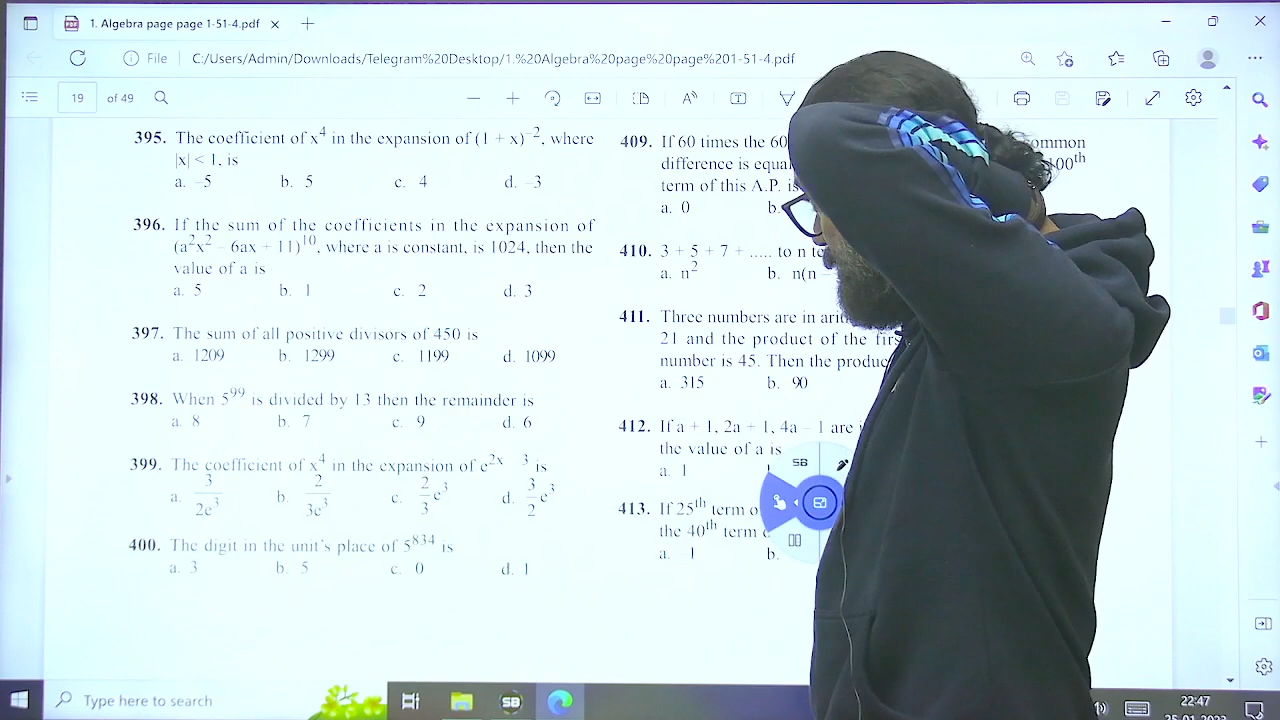 1. Algebra page page 1-51-4.pdf
File C:/Users/Admin/Downloads/Telegram%20Desktop/1.%20Algebra%20page%20page%201-51-4.pdf
19 of 49
395. The coefficient of x⁴ in the expansion of (1 + x)⁻², where
|x| < 1, is
a. –5 b. 5 c. 4 d. –3
396. If the sum of the coefficients in the expansion of
(a²x² – 6ax + 11)¹⁰, where a is constant, is 1024, then the
value of a is
a. 5 b. 1 c. 2 d. 3
397. The sum of all positive divisors of 450 is
a. 1209 b. 1299 c. 1199 d. 1099
398. When 5⁹⁹ is divided by 13 then the remainder is
a. 8 b. 7 c. 9 d. 6
399. The coefficient of x⁴ in the expansion of e²ˣ ³ is
a. 3/2e³ b. 2/3e³ c. 2/3 e³ d. 3/2 e³
400. The digit in the unit's place of 5⁸³⁴ is
a. 3 b. 5 c. 0 d. 1
409. If 60 times the 60 ommon
difference is equal 100ᵗʰ
term of this A.P. is
a. 0 b.
410. 3 + 5 + 7 + ..... to n te
a. n² b. n(n –
411. Three numbers are in arit
21 and the product of the firs
number is 45. Then the produc
a. 315 b. 90
412. If a + 1, 2a + 1, 4a – 1 are i
the value of a is
a. 1
SB
413. If 25ᵗʰ term o
the 40ᵗʰ term
a. –1 b.
Type here to search
SB
22:47
25-01-2023